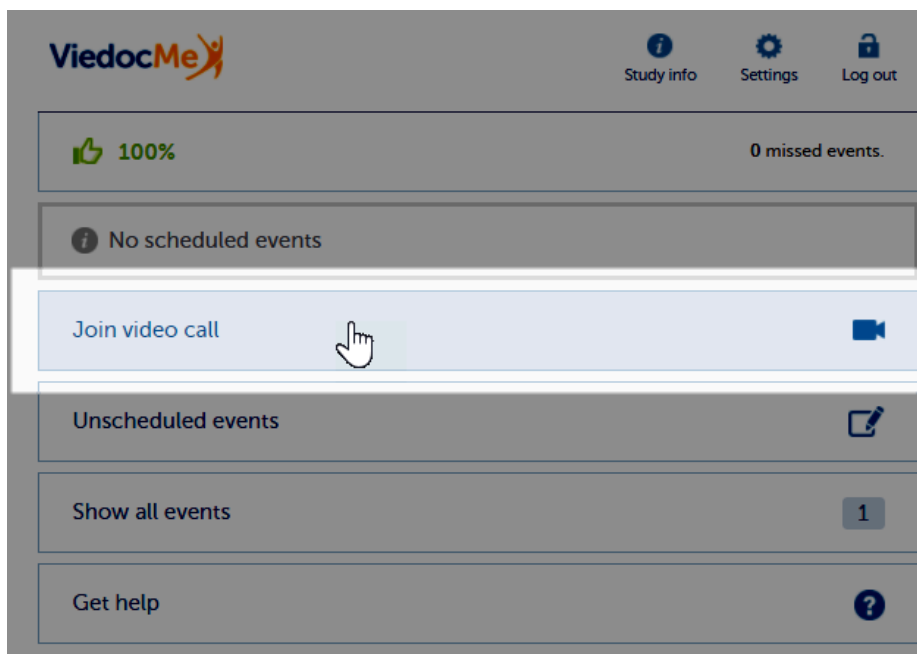 ViedocMe
Study info
Settings
Log out
100%
0 missed events.
No scheduled events
Join video call
Unscheduled events
Show all events
1
Get help